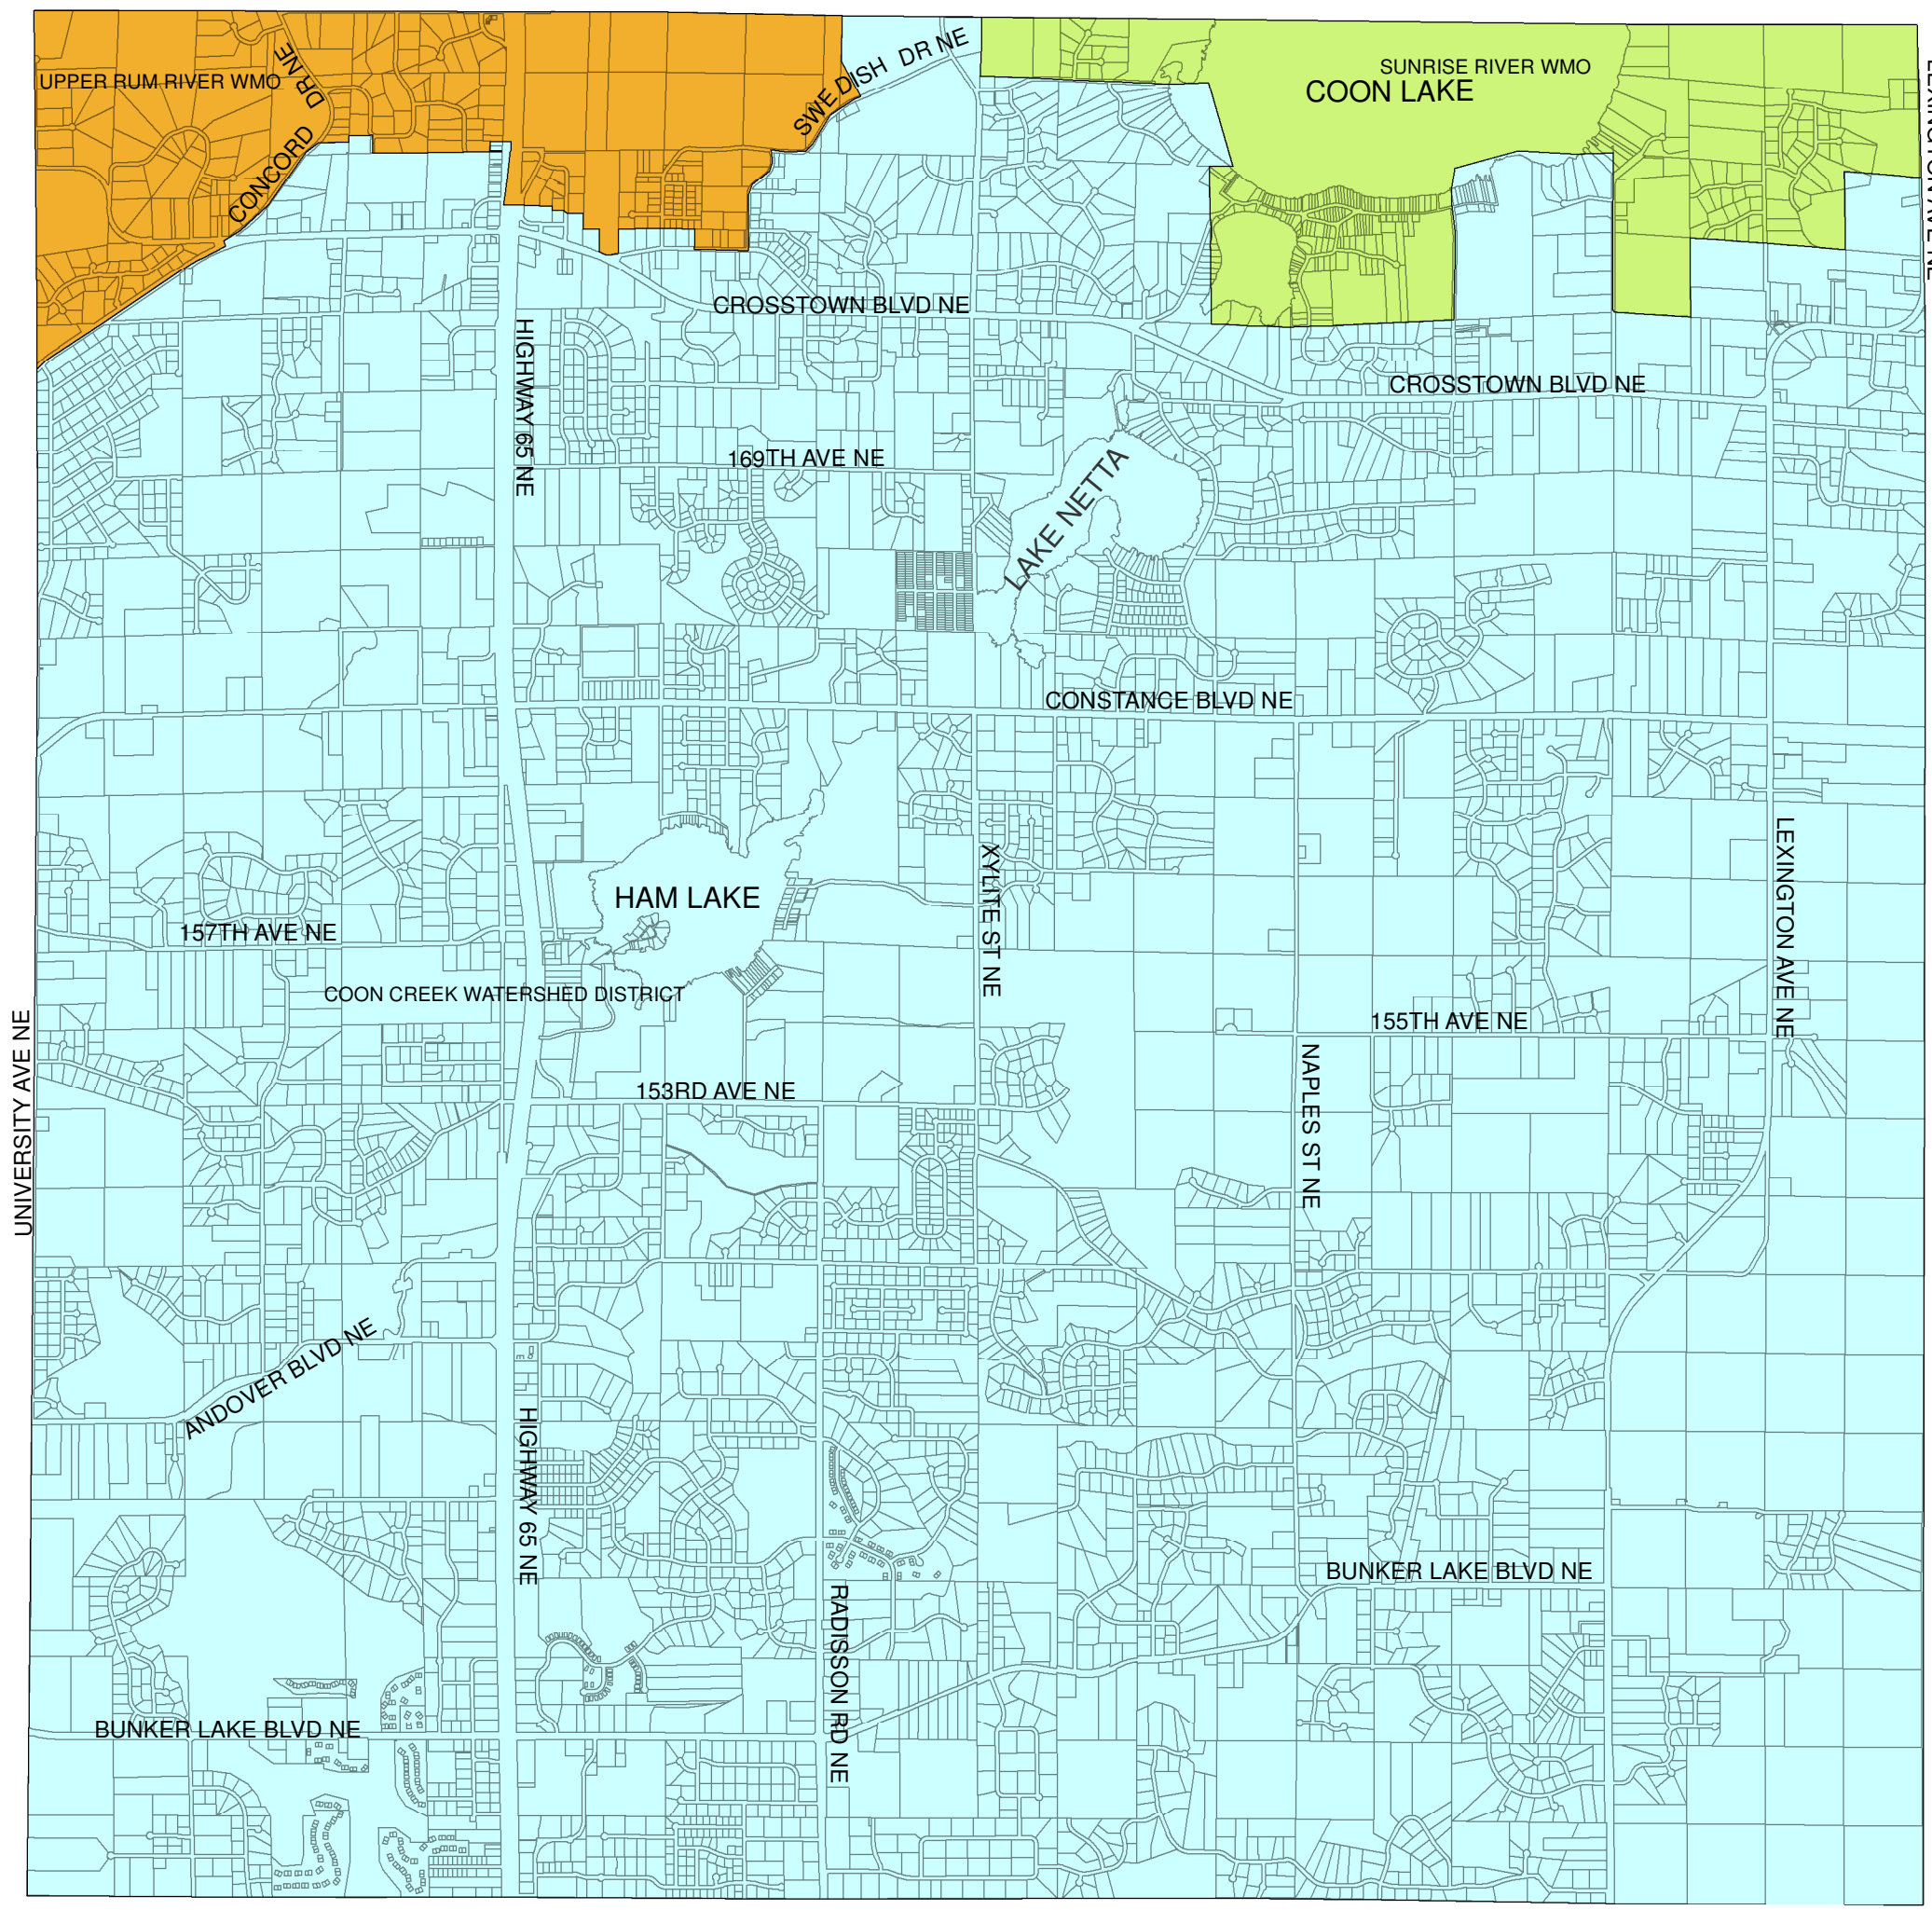 SWEDISH DR NE
CONCORD DR NE
SUNRISE RIVER WMO
UPPER RUM RIVER WMO
COON LAKE
LEXINGTON AVE NE
CROSSTOWN BLVD NE
HIGHWAY 65 NE
CROSSTOWN BLVD NE
169TH AVE NE
LAKE NETTA
CONSTANCE BLVD NE
HAM LAKE
XYLITE ST NE
LEXINGTON AVE NE
157TH AVE NE
COON CREEK WATERSHED DISTRICT
155TH AVE NE
UNIVERSITY AVE NE
153RD AVE NE
NAPLES ST NE
ANDOVER BLVD NE
HIGHWAY 65 NE
BUNKER LAKE BLVD NE
RADISSON RD NE
BUNKER LAKE BLVD NE